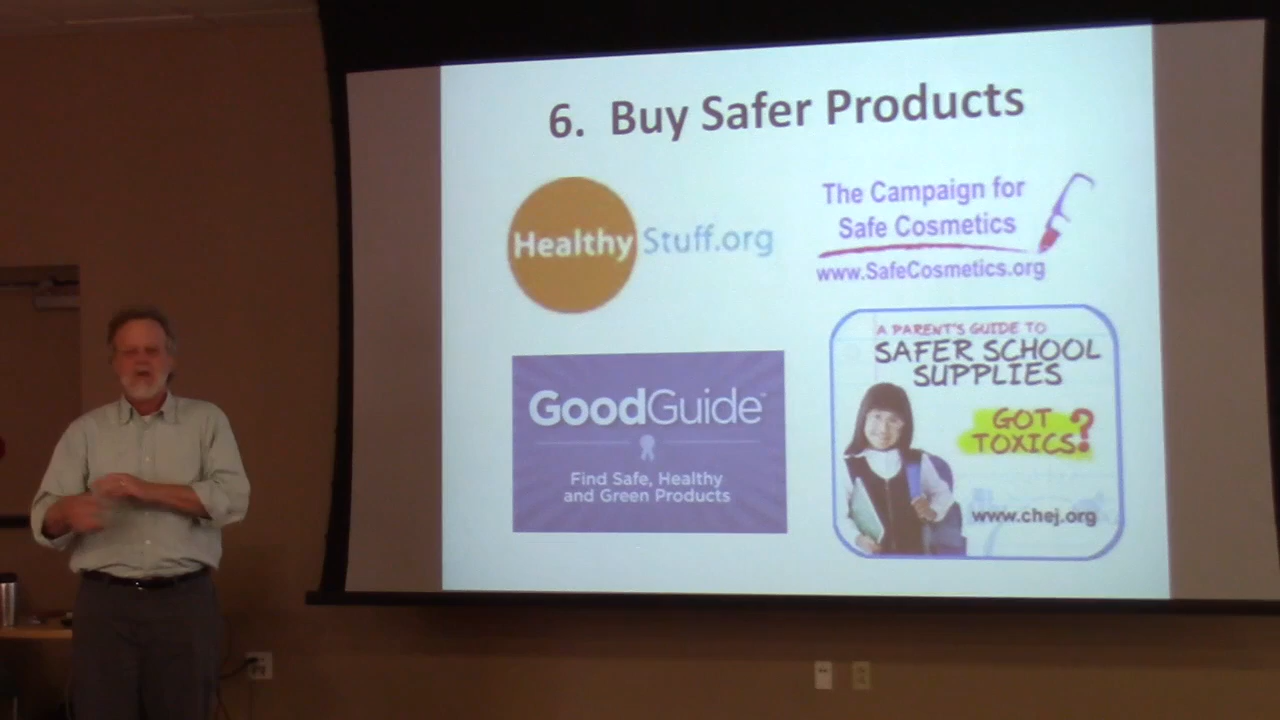 6. Buy Safer Products
HealthyStuff.org
The Campaign for
Safe Cosmetics
www.SafeCosmetics.org
GoodGuide™
Find Safe, Healthy
and Green Products
A PARENT'S GUIDE TO
SAFER SCHOOL
SUPPLIES
GOT
TOXICS?
www.chej.org